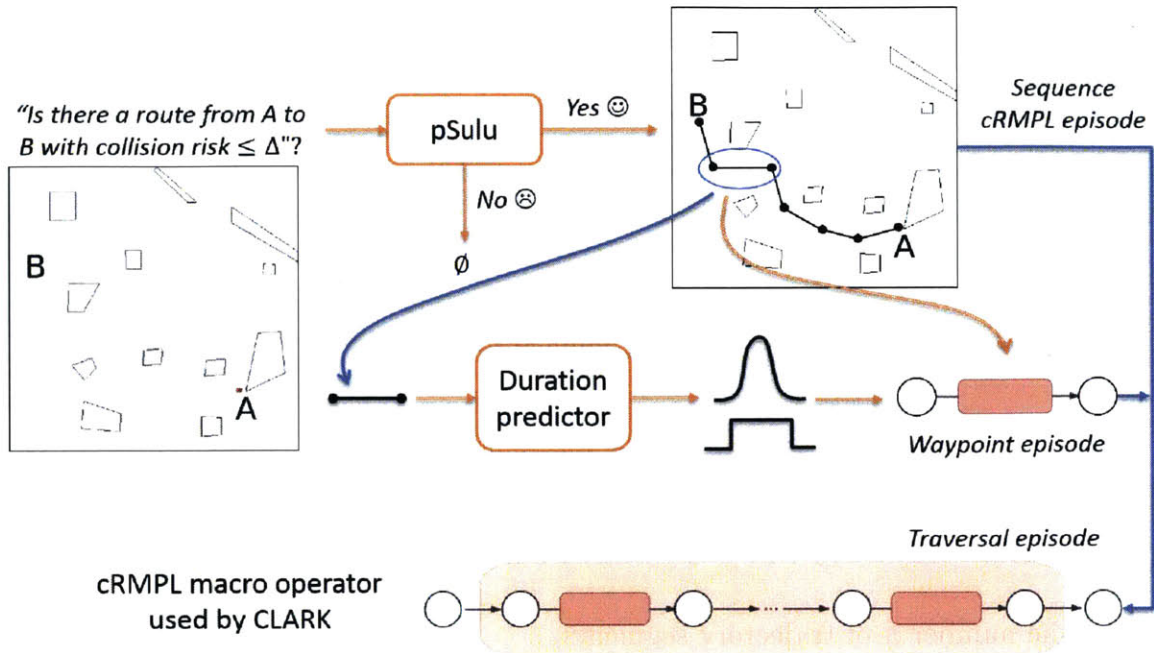 "Is there a route from A to
B with collision risk ≤ Δ"?
pSulu
Yes ☺
No ☹
∅
B
A
B
A
Sequence
cRMPL episode
Duration
predictor
Waypoint episode
Traversal episode
cRMPL macro operator
used by CLARK
...